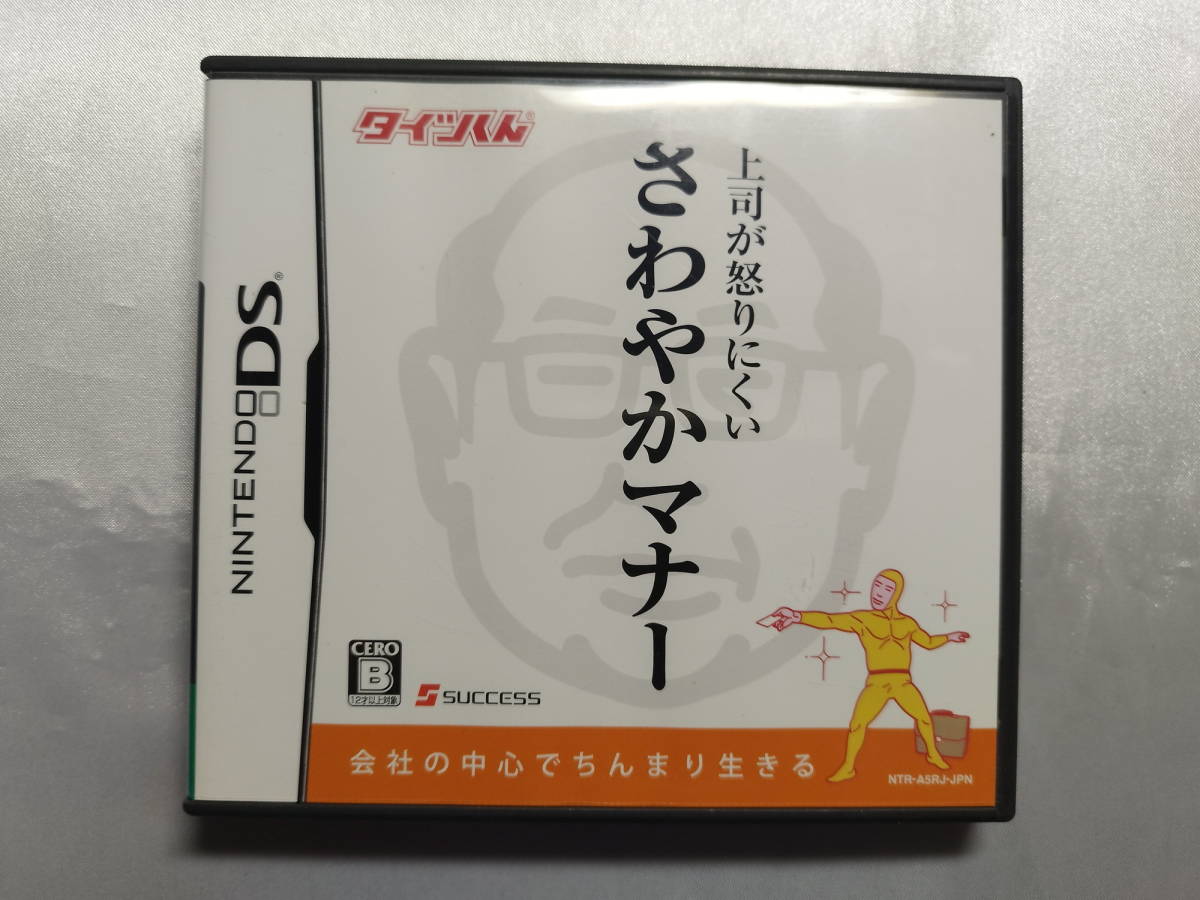 タイツくん®
上司が怒りにくい
さわやかマナー
NINTENDO DS®
CERO
B
12才以上対象
SUCCESS
会社の中心でちんまり生きる
NTR-A5RJ-JPN